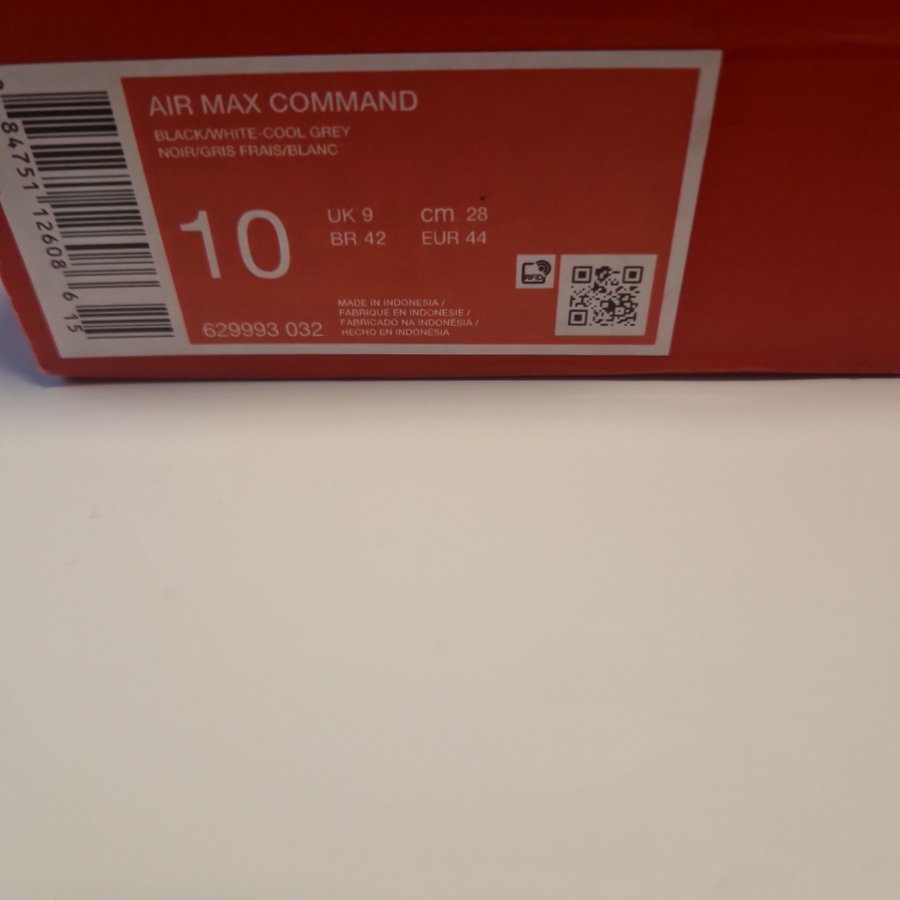 AIR MAX COMMAND
BLACK/WHITE-COOL GREY
NOIR/GRIS FRAIS/BLANC
10
UK 9 cm 28
BR 42 EUR 44
MADE IN INDONESIA /
FABRIQUE EN INDONESIE /
FABRICADO NA INDONÉSIA /
HECHO EN INDONESIA
629993 032
RFID
84751 12608 6 15